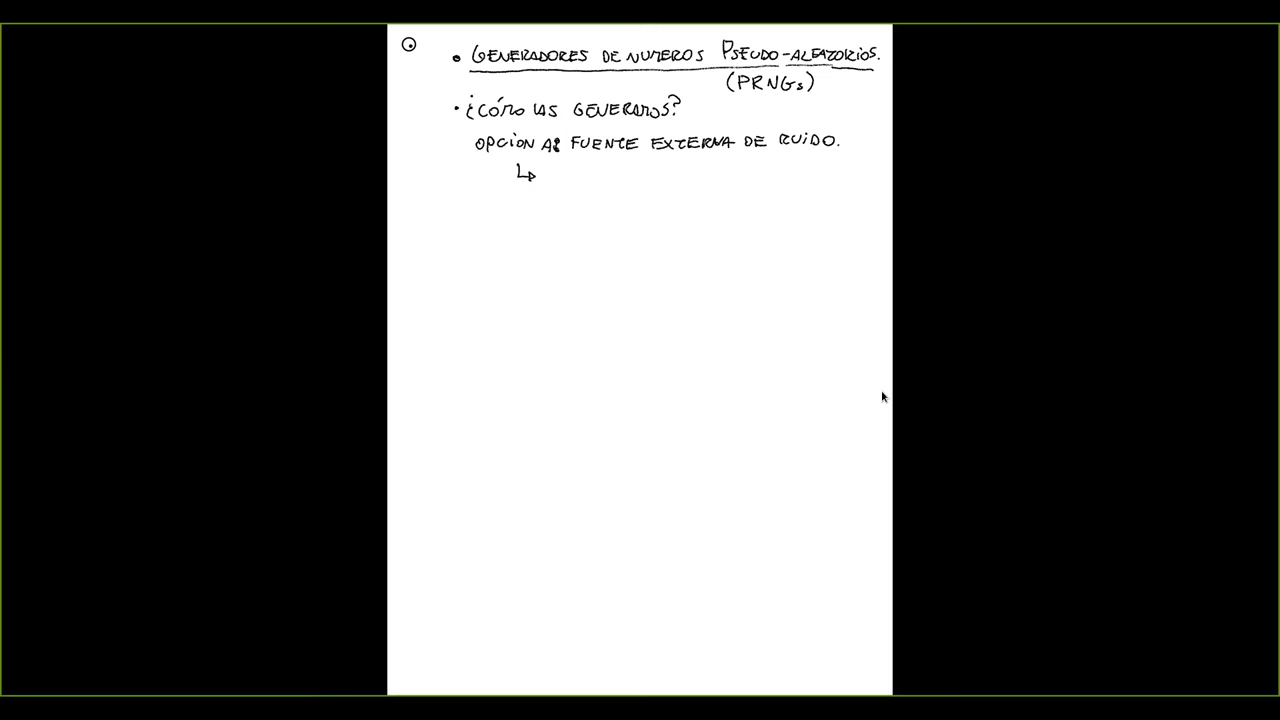 • GENERADORES DE NUMEROS PSEUDO-ALEATORIOS.
(PRNGs)
• ¿CÓMO LAS GENERAMOS?
OPCION A: FUENTE EXTERNA DE RUIDO.
↳